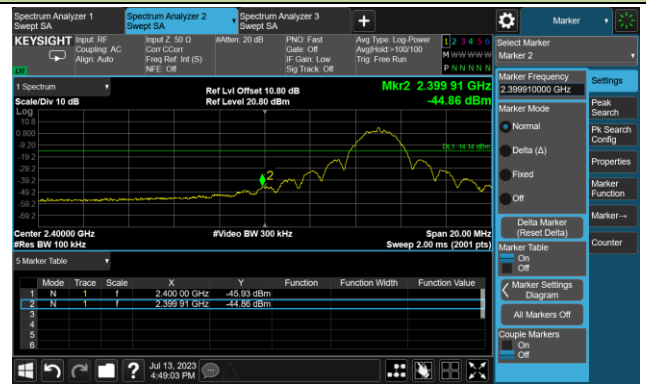 Spectrum Analyzer 1
Swept SA
Spectrum Analyzer 2
Swept SA
Spectrum Analyzer 3
Swept SA
+
Marker
KEYSIGHT
Input: RF
Coupling: AC
Align: Auto
Input Z: 50 Ω
Corr CCorr
Freq Ref: Int (S)
NFE: Off
#Atten: 20 dB
PNO: Fast
Gate: Off
IF Gain: Low
Sig Track: Off
Avg Type: Log-Power
Avg|Hold:>100/100
Trig: Free Run
1 2 3 4 5 6
M W W W W W
P N N N N N
LV
Select Marker
Marker 2
1 Spectrum
Scale/Div 10 dB
Log
Ref Lvl Offset 10.80 dB
Ref Level 20.80 dBm
Mkr2 2.399 91 GHz
-44.86 dBm
10.8
0.800
-9.20
-19.2
-29.2
-39.2
-49.2
-59.2
-69.2
DL1 -14.14 dBm
2
Center 2.40000 GHz
#Res BW 100 kHz
#Video BW 300 kHz
Span 20.00 MHz
Sweep 2.00 ms (2001 pts)
5 Marker Table
Mode Trace Scale X Y Function Function Width Function Value
1 N 1 f 2.400 00 GHz -45.93 dBm
2 N 1 f 2.399 91 GHz -44.86 dBm
3
4
5
6
Marker Frequency
2.399910000 GHz
Marker Mode
Normal
Delta (Δ)
Fixed
Off
Delta Marker
(Reset Delta)
Marker Table
On
Off
Marker Settings
Diagram
All Markers Off
Couple Markers
On
Off
Settings
Peak
Search
Pk Search
Config
Properties
Marker
Function
Marker→
Counter
?
Jul 13, 2023
4:49:03 PM